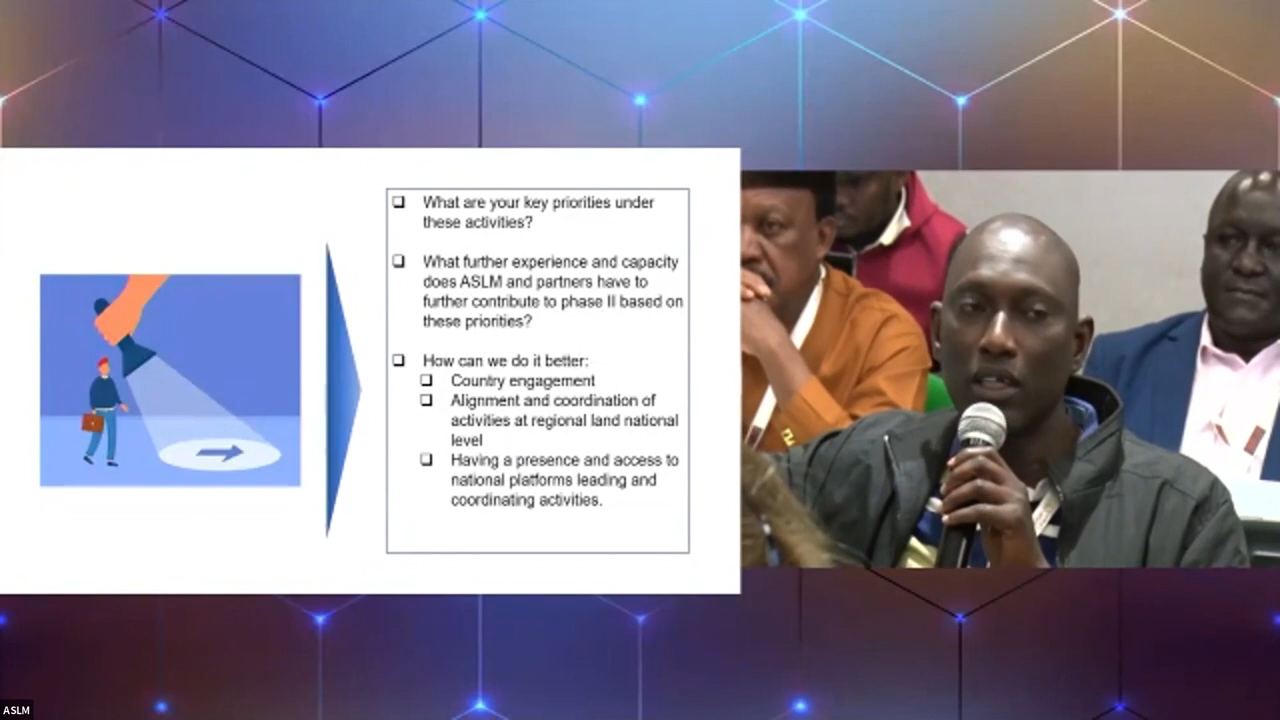 What are your key priorities under
these activities?
What further experience and capacity
does ASLM and partners have to
further contribute to phase II based on
these priorities?
How can we do it better:
Country engagement
Alignment and coordination of
activities at regional land national
level
Having a presence and access to
national platforms leading and
coordinating activities.
ASLM